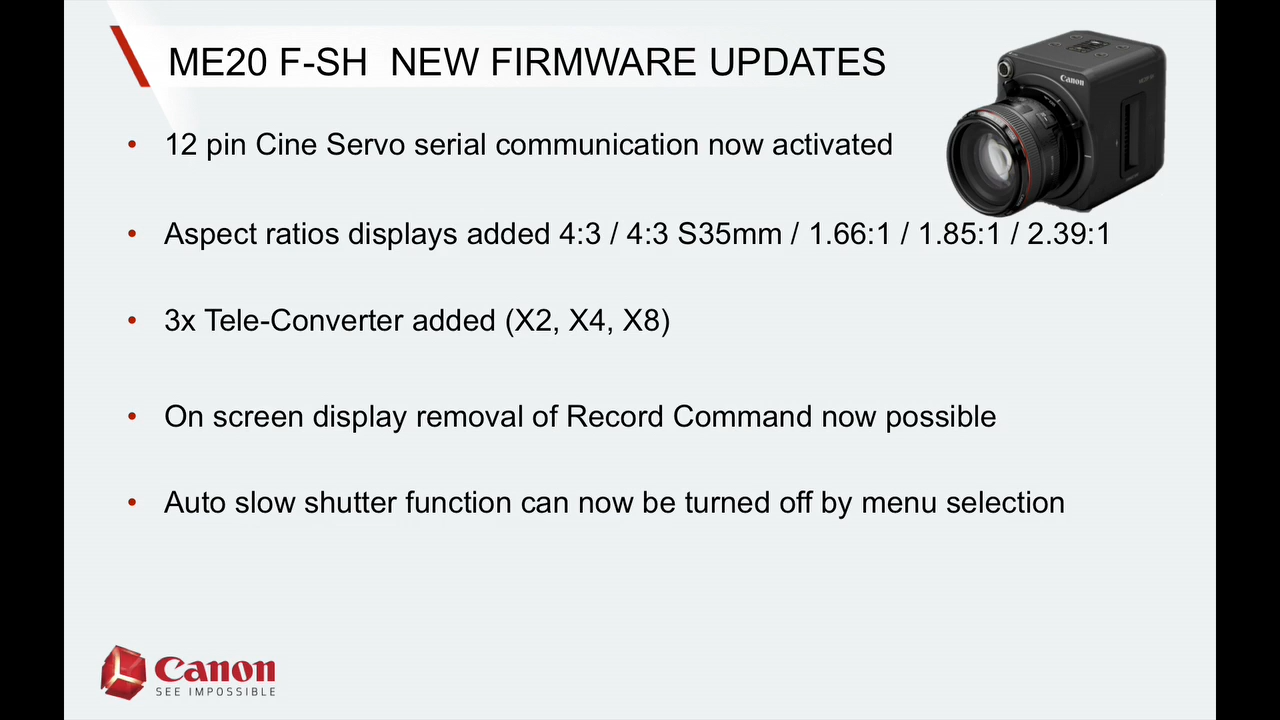 ME20 F-SH NEW FIRMWARE UPDATES
Canon
• 12 pin Cine Servo serial communication now activated
• Aspect ratios displays added 4:3 / 4:3 S35mm / 1.66:1 / 1.85:1 / 2.39:1
• 3x Tele-Converter added (X2, X4, X8)
• On screen display removal of Record Command now possible
• Auto slow shutter function can now be turned off by menu selection
Canon
SEE IMPOSSIBLE